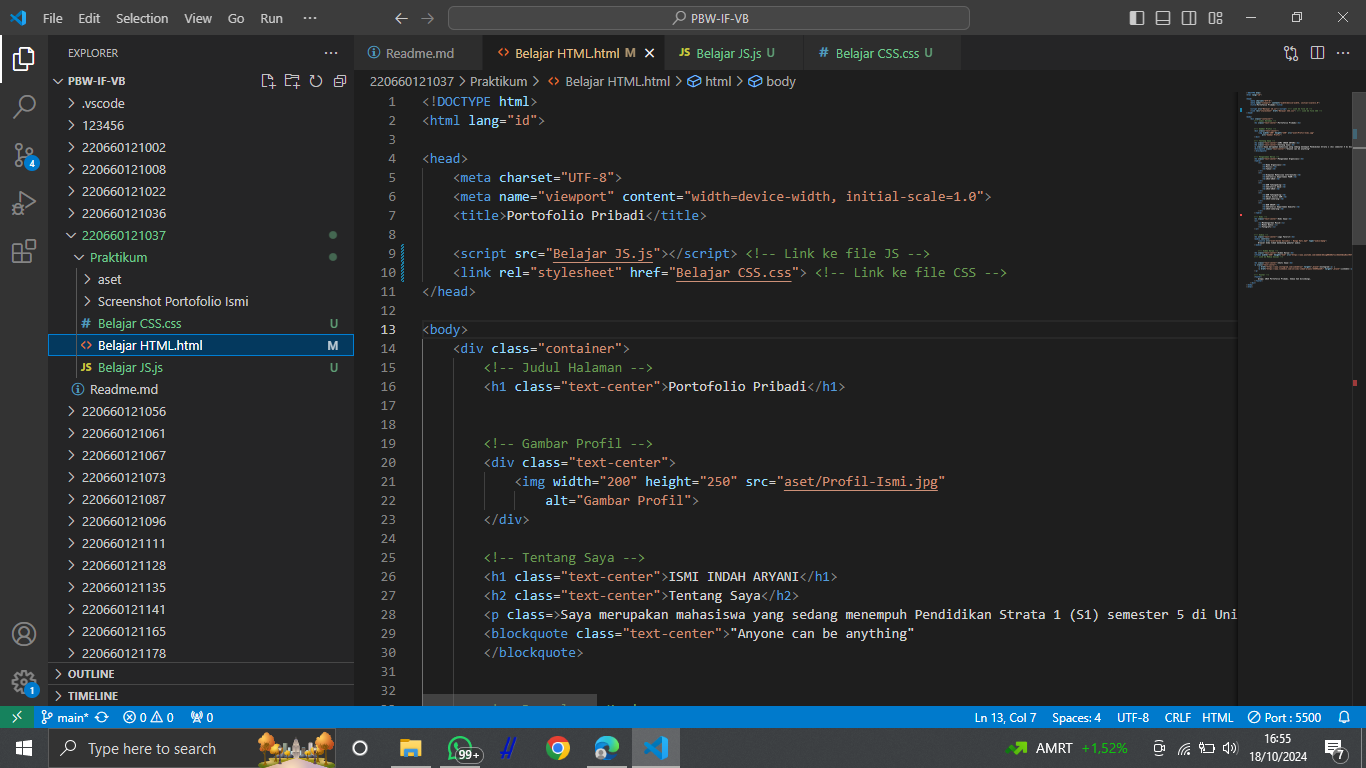 File Edit Selection View Go Run ··· PBW-IF-VB
EXPLORER ···
PBW-IF-VB
.vscode
123456
220660121002
220660121008
220660121022
220660121036
220660121037
Praktikum
aset
Screenshot Portofolio Ismi
# Belajar CSS.css U
<> Belajar HTML.html M
JS Belajar JS.js U
Readme.md
220660121056
220660121061
220660121067
220660121073
220660121087
220660121096
220660121111
220660121128
220660121135
220660121141
220660121165
220660121178
OUTLINE
TIMELINE
4
1
Readme.md <> Belajar HTML.html M JS Belajar JS.js U # Belajar CSS.css U
220660121037 > Praktikum > <> Belajar HTML.html > html > body
1 <!DOCTYPE html>
2 <html lang="id">
3
4 <head>
5 <meta charset="UTF-8">
6 <meta name="viewport" content="width=device-width, initial-scale=1.0">
7 <title>Portofolio Pribadi</title>
8
9 <script src="Belajar JS.js"></script> <!-- Link ke file JS -->
10 <link rel="stylesheet" href="Belajar CSS.css"> <!-- Link ke file CSS -->
11 </head>
12
13 <body>
14 <div class="container">
15 <!-- Judul Halaman -->
16 <h1 class="text-center">Portofolio Pribadi</h1>
17
18
19 <!-- Gambar Profil -->
20 <div class="text-center">
21 <img width="200" height="250" src="aset/Profil-Ismi.jpg"
22 alt="Gambar Profil">
23 </div>
24
25 <!-- Tentang Saya -->
26 <h1 class="text-center">ISMI INDAH ARYANI</h1>
27 <h2 class="text-center">Tentang Saya</h2>
28 <p class=>Saya merupakan mahasiswa yang sedang menempuh Pendidikan Strata 1 (S1) semester 5 di Uni
29 <blockquote class="text-center">"Anyone can be anything"
30 </blockquote>
31
32
main* 0 0 0 Ln 13, Col 7 Spaces: 4 UTF-8 CRLF HTML Port : 5500
Type here to search 99+ AMRT +1,52% 16:55
18/10/2024 7